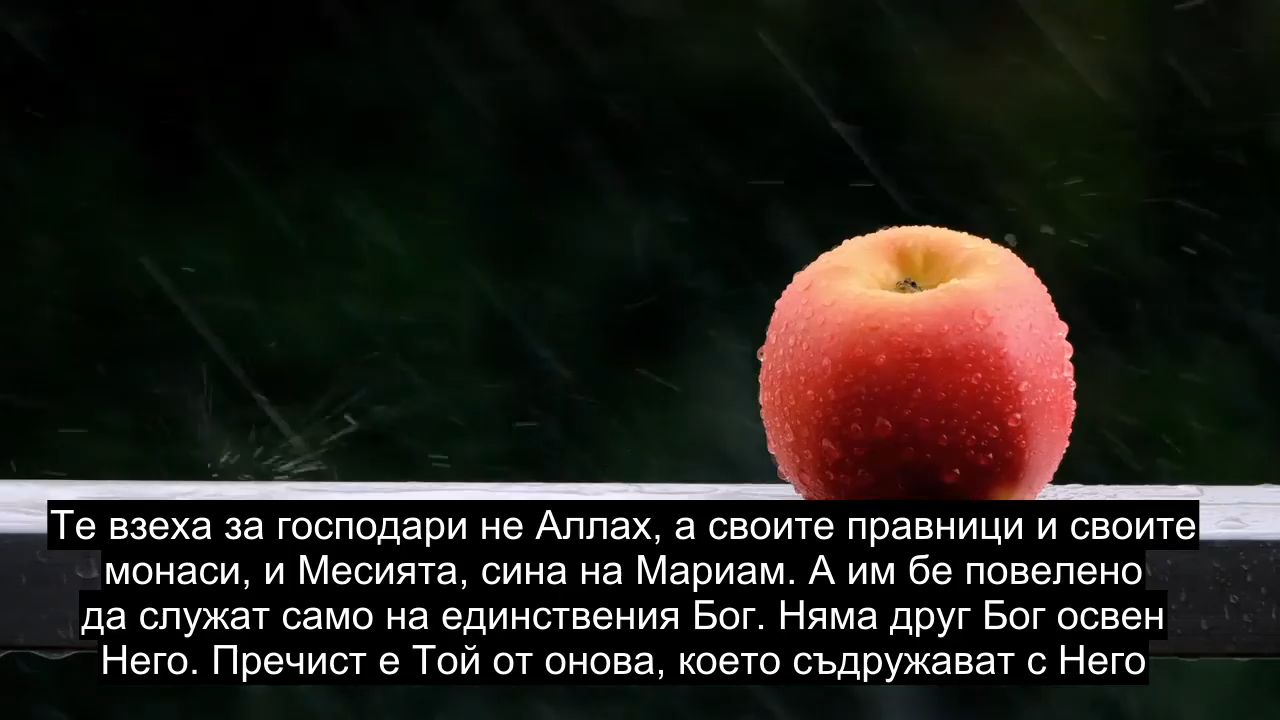 Те взеха за господари не Аллах, а своите правници и своите
монаси, и Месията, сина на Мариам. А им бе повелено
да служат само на единствения Бог. Няма друг Бог освен
Него. Пречист е Той от онова, което съдружават с Него